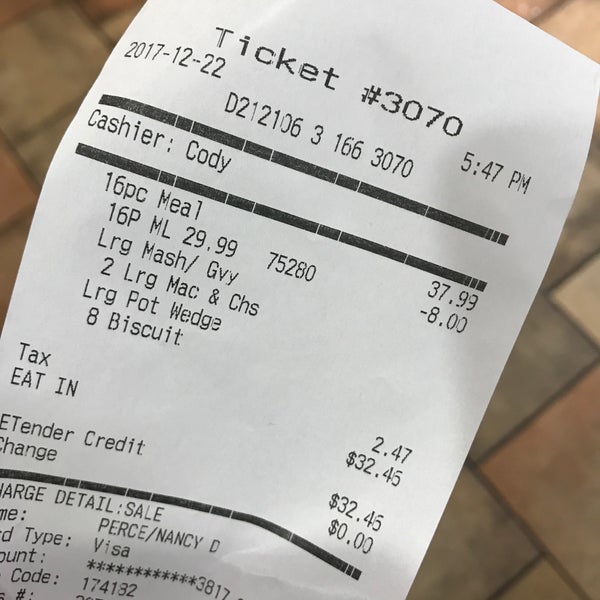 Ticket #3070
2017-12-22 5:47 PM
D212106 3 166 3070
Cashier: Cody
16pc Meal 37.99
16P ML 29.99 75280 -8.00
Lrg Mash/ Gvy
2 Lrg Mac & Chs
Lrg Pot Wedge
8 Biscuit
Tax 2.47
EAT IN $32.46
ETender Credit $32.46
Change $0.00
HARGE DETAIL:SALE
me: PERCE/NANCY D
rd Type: Visa
ount: ************3817
Code: 174192
#: